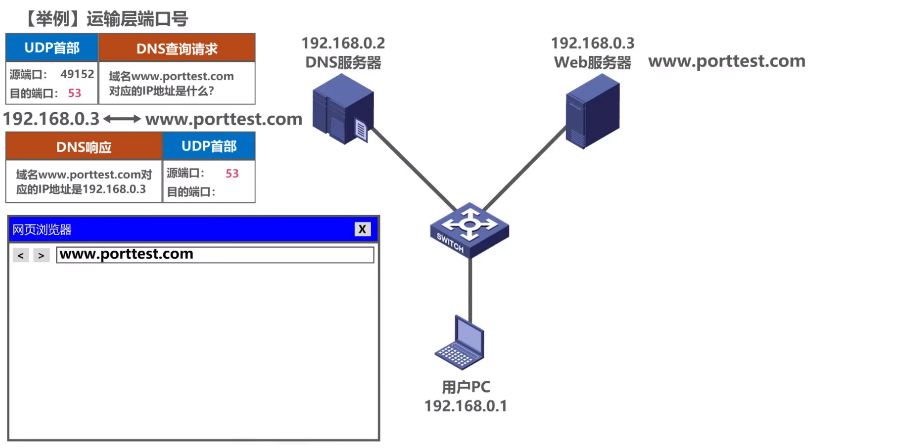 【举例】运输层端口号
UDP首部
DNS查询请求
源端口： 49152
目的端口： 53
域名www.porttest.com
对应的IP地址是什么？
192.168.0.3
www.porttest.com
DNS响应
UDP首部
域名www.porttest.com对
应的IP地址是192.168.0.3
源端口： 53
目的端口：
网页浏览器
X
<
>
www.porttest.com
192.168.0.2
DNS服务器
192.168.0.3
Web服务器
www.porttest.com
SWITCH
用户PC
192.168.0.1